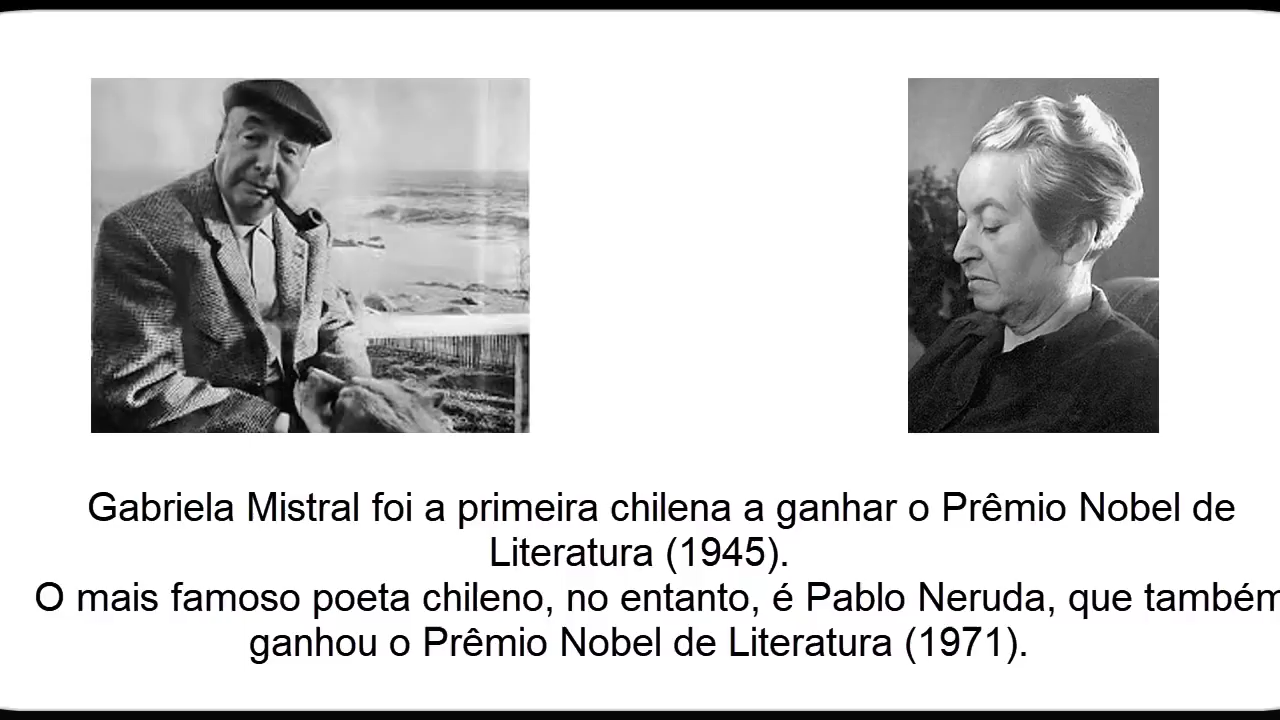 Gabriela Mistral foi a primeira chilena a ganhar o Prêmio Nobel de
Literatura (1945).
O mais famoso poeta chileno, no entanto, é Pablo Neruda, que também
ganhou o Prêmio Nobel de Literatura (1971).